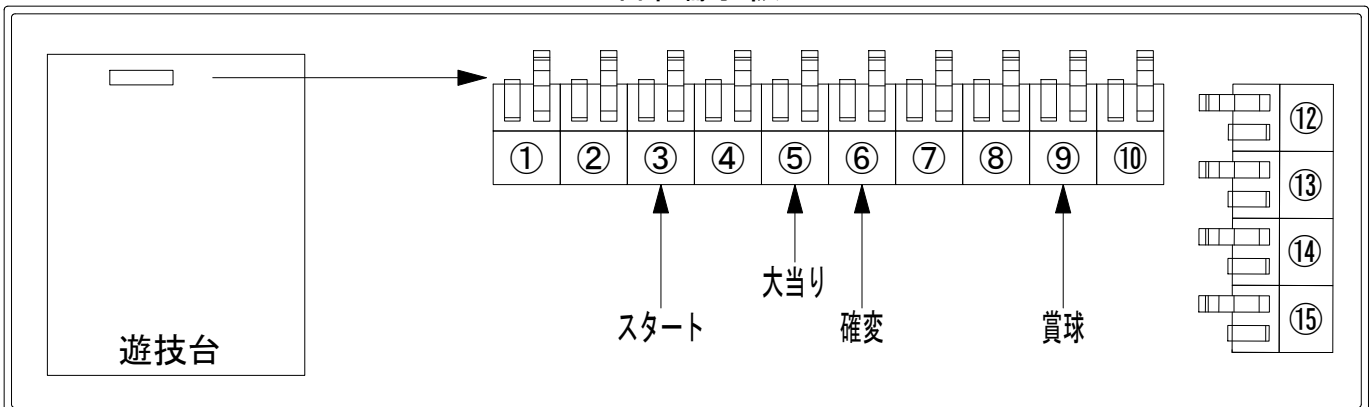 ① ② ③ ④ ⑤ ⑥ ⑦ ⑧ ⑨ ⑩
⑫
⑬
⑭
⑮
大当り
スタート 確変 賞球
遊技台